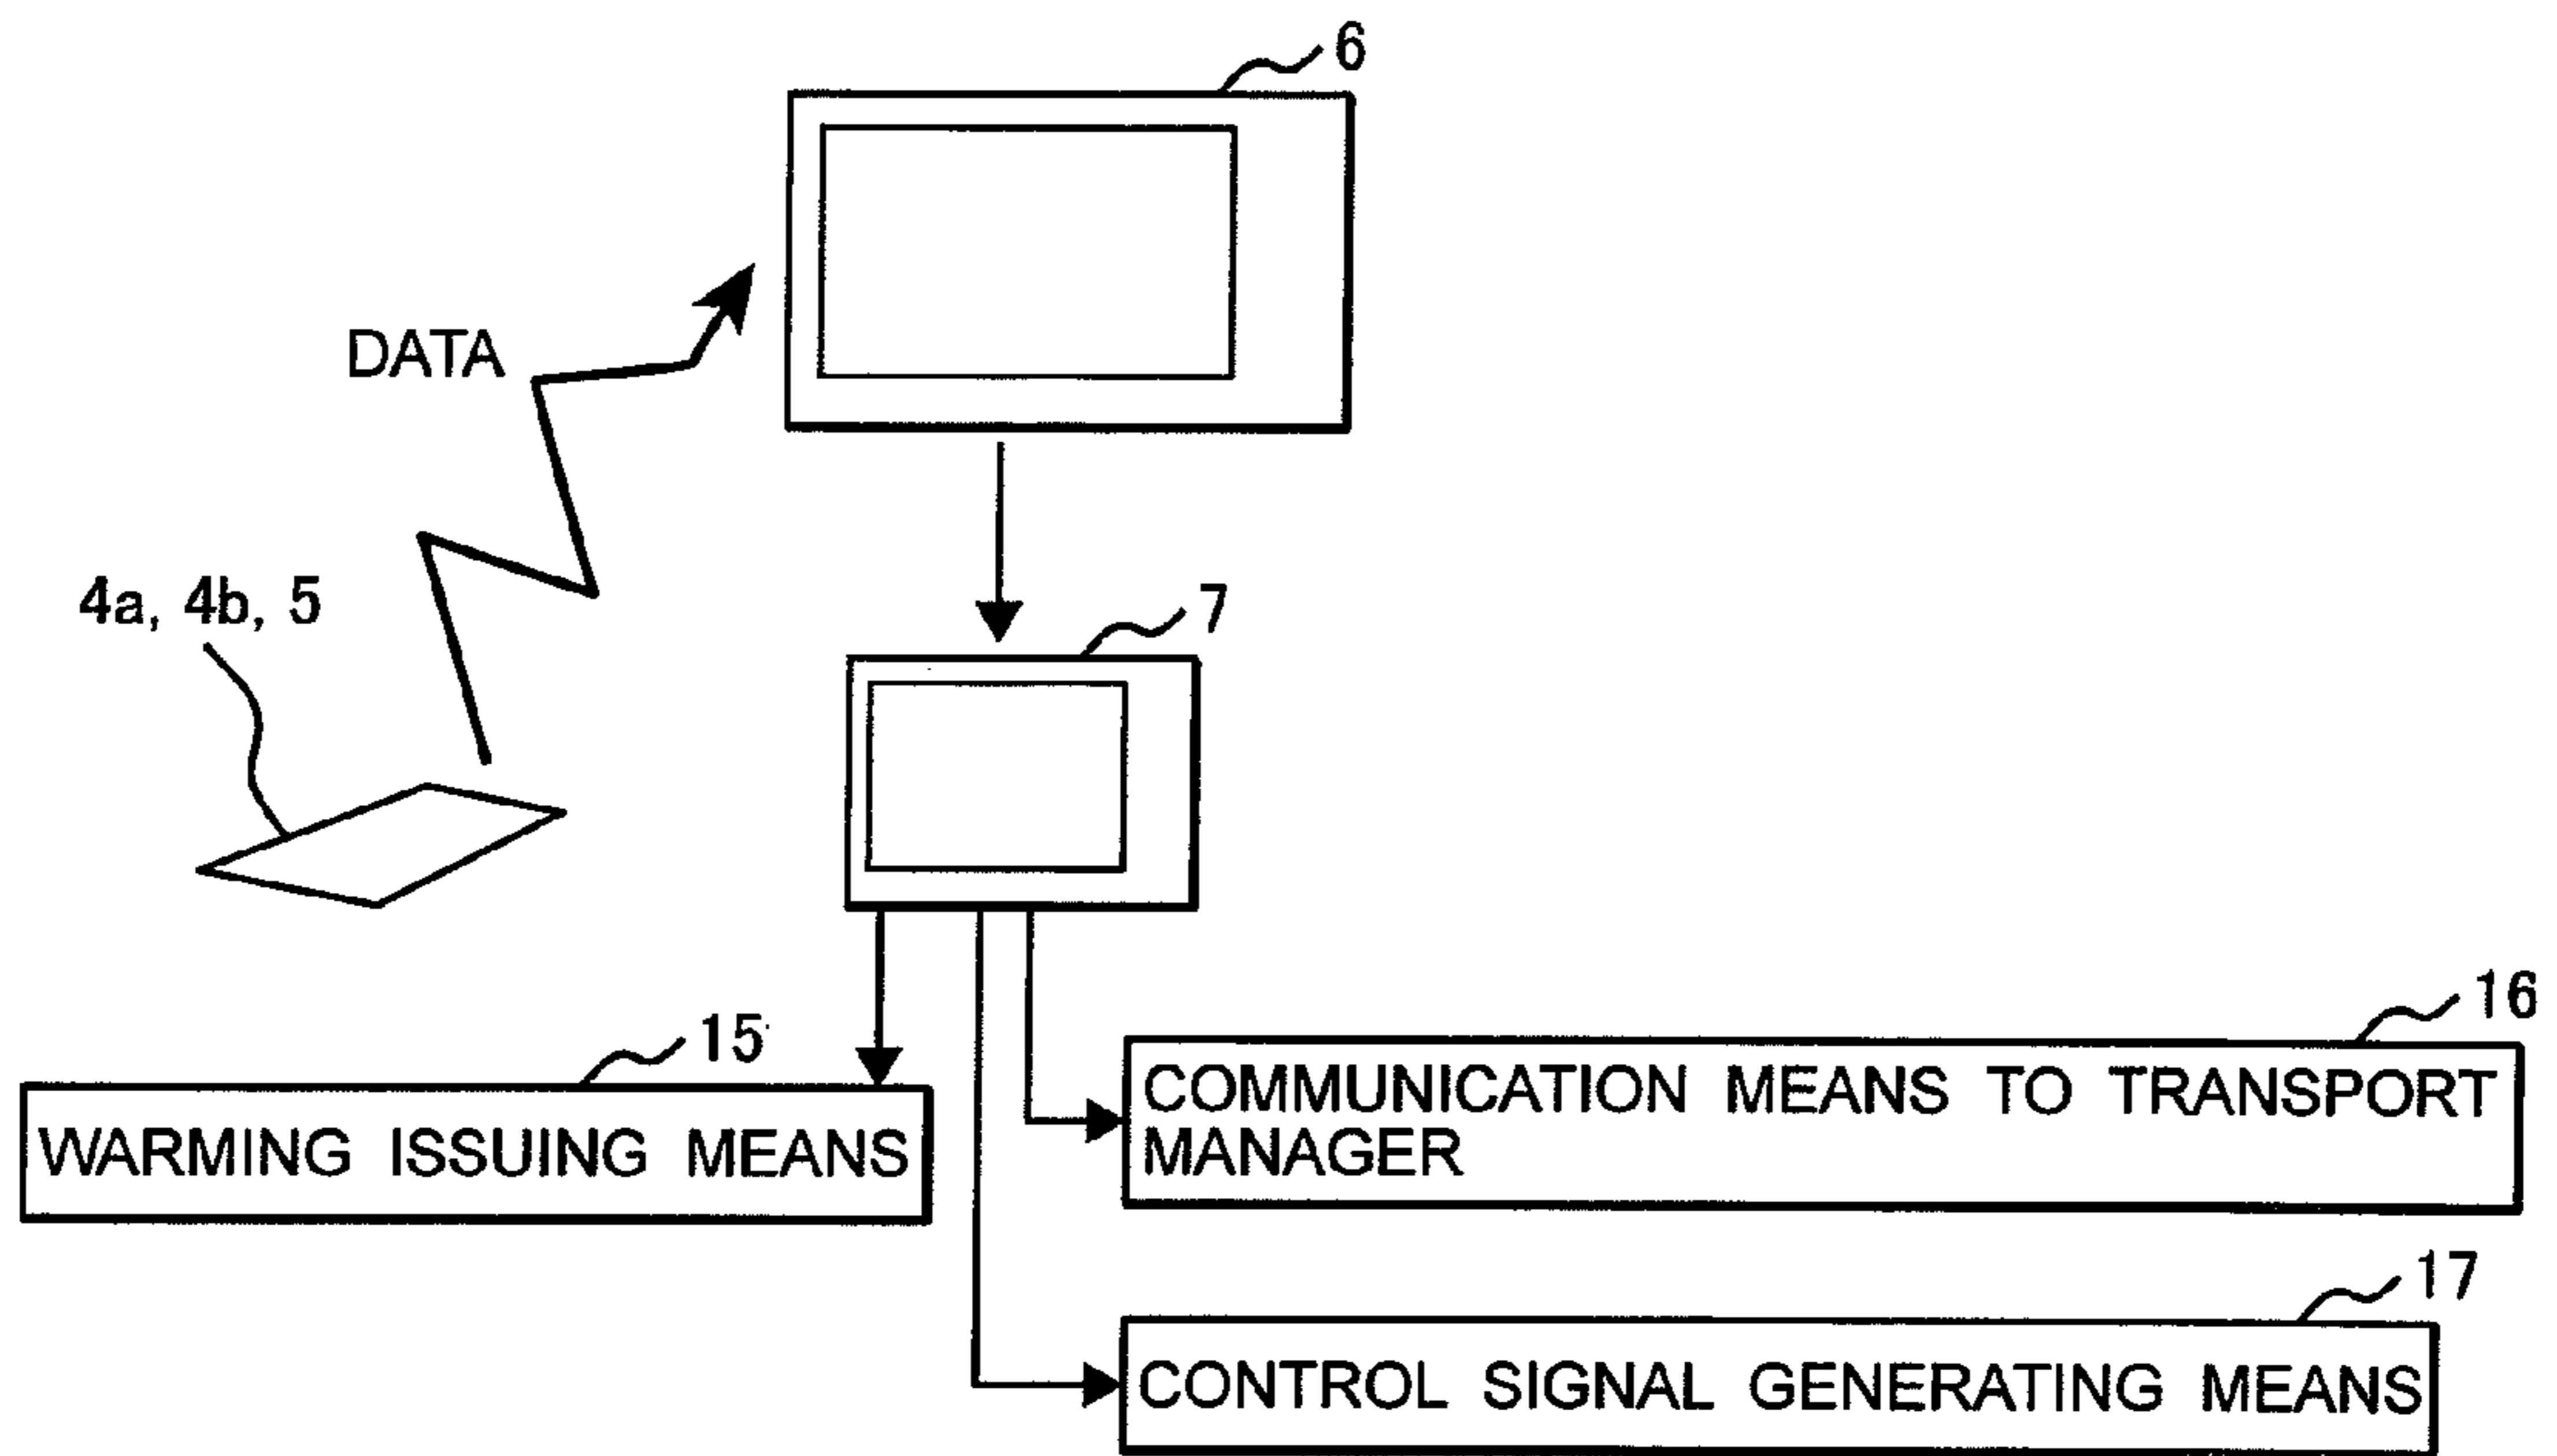 6
DATA
4a, 4b, 5
7
15
16
WARMING ISSUING MEANS
COMMUNICATION MEANS TO TRANSPORT
MANAGER
17
CONTROL SIGNAL GENERATING MEANS